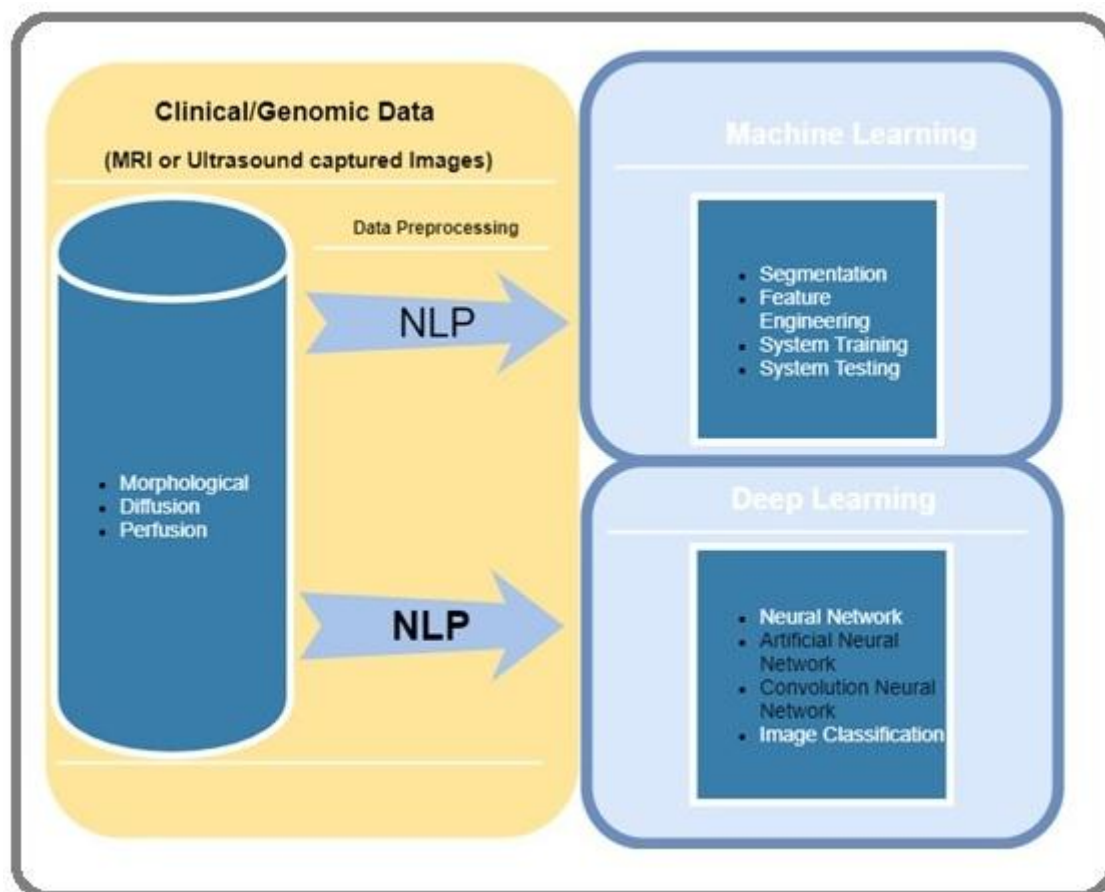 Clinical/Genomic Data
(MRI or Ultrasound captured Images)
Data Preprocessing
NLP
• Morphological
• Diffusion
• Perfusion
NLP
Machine Learning
• Segmentation
• Feature
Engineering
• System Training
• System Testing
Deep Learning
• Neural Network
• Artificial Neural
Network
• Convolution Neural
Network
• Image Classification